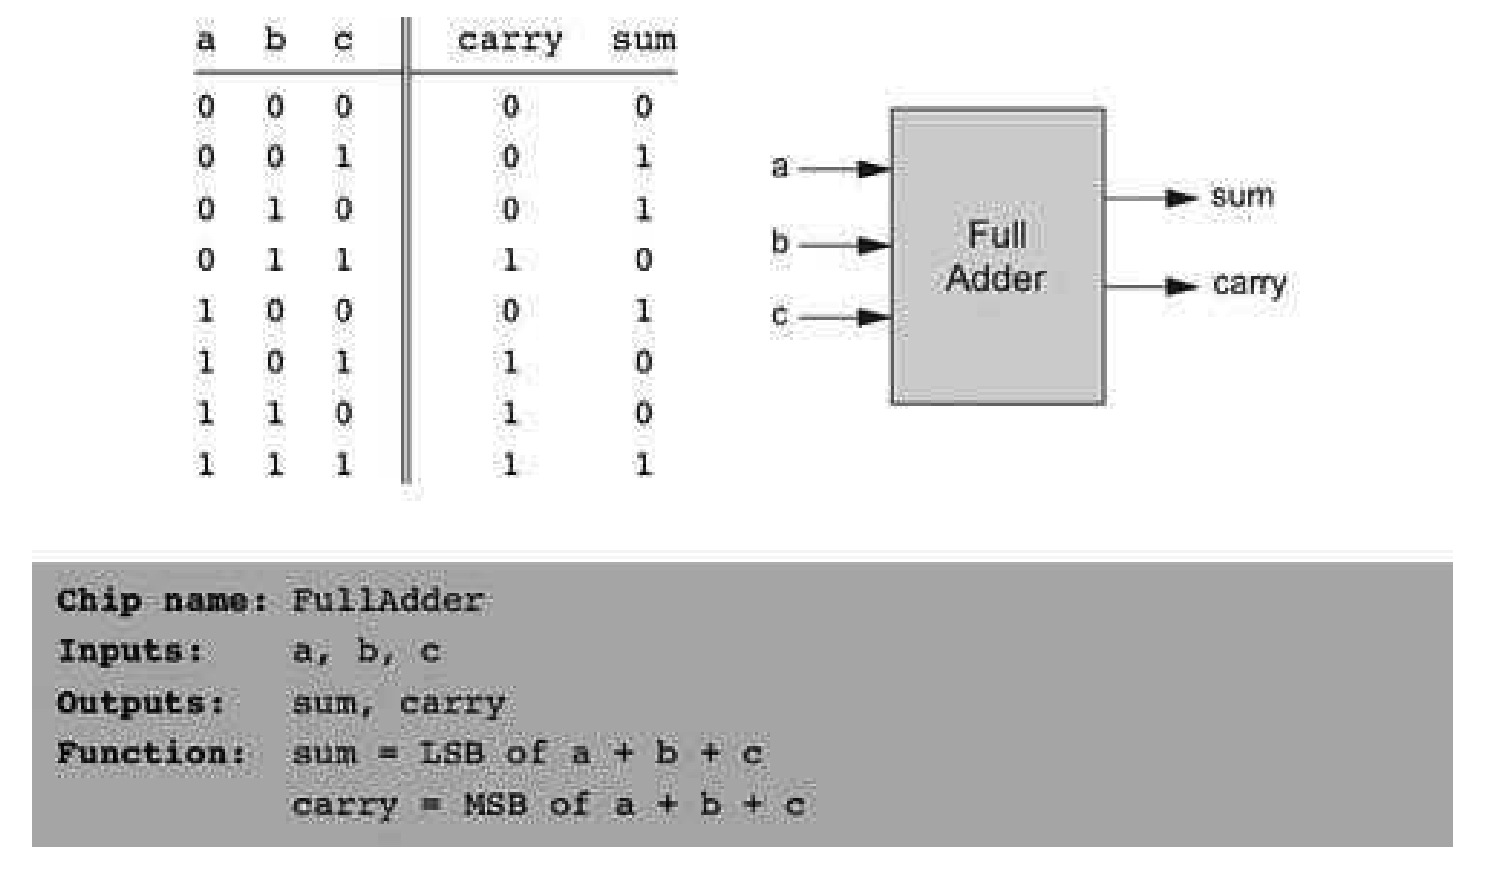 a b c carry sum
0 0 0 0 0
0 0 1 0 1
0 1 0 0 1
0 1 1 1 0
1 0 0 0 1
1 0 1 1 0
1 1 0 1 0
1 1 1 1 1
a
b
c
Full
Adder
sum
carry
Chip name: FullAdder
Inputs: a, b, c
Outputs: sum, carry
Function: sum = LSB of a + b + c
carry = MSB of a + b + c